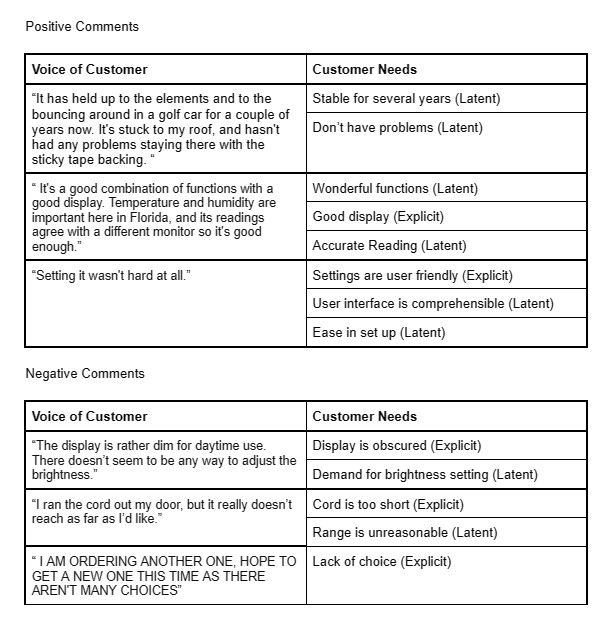 Positive Comments
Voice of Customer
Customer Needs
“It has held up to the elements and to the
bouncing around in a golf car for a couple of
years now. It's stuck to my roof, and hasn't
had any problems staying there with the
sticky tape backing. “
Stable for several years (Latent)
Don’t have problems (Latent)
“ It's a good combination of functions with a
good display. Temperature and humidity are
important here in Florida, and its readings
agree with a different monitor so it's good
enough.”
Wonderful functions (Latent)
Good display (Explicit)
Accurate Reading (Latent)
“Setting it wasn't hard at all.”
Settings are user friendly (Explicit)
User interface is comprehensible (Latent)
Ease in set up (Latent)
Negative Comments
Voice of Customer
Customer Needs
“The display is rather dim for daytime use.
There doesn’t seem to be any way to adjust the
brightness.”
Display is obscured (Explicit)
Demand for brightness setting (Latent)
“I ran the cord out my door, but it really doesn’t
reach as far as I’d like.”
Cord is too short (Explicit)
Range is unreasonable (Latent)
“ I AM ORDERING ANOTHER ONE, HOPE TO
GET A NEW ONE THIS TIME AS THERE
AREN'T MANY CHOICES”
Lack of choice (Explicit)